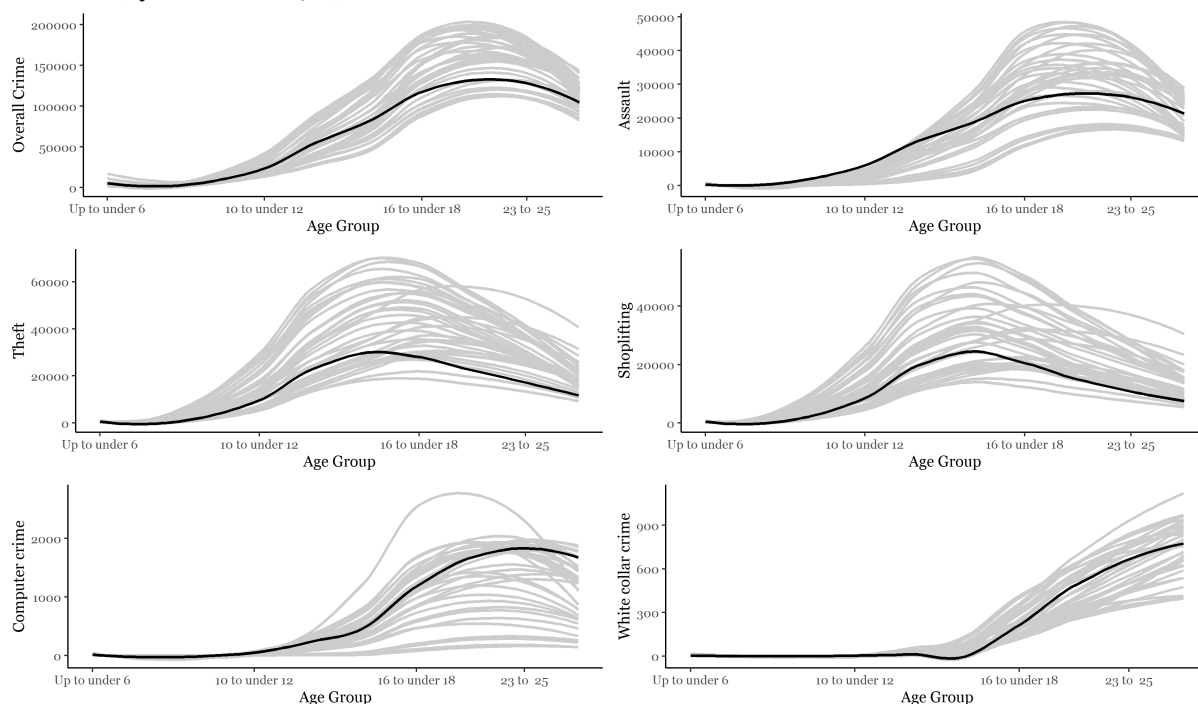 Overall Crime
200000
150000
100000
50000
0
Up to under 6
10 to under 12
16 to under 18
23 to 25
Age Group
Assault
50000
40000
30000
20000
10000
0
Up to under 6
10 to under 12
16 to under 18
23 to 25
Age Group
Theft
60000
40000
20000
0
Up to under 6
10 to under 12
16 to under 18
23 to 25
Age Group
Shoplifting
40000
20000
0
Up to under 6
10 to under 12
16 to under 18
23 to 25
Age Group
Computer crime
2000
1000
0
Up to under 6
10 to under 12
16 to under 18
23 to 25
Age Group
White collar crime
900
600
300
0
Up to under 6
10 to under 12
16 to under 18
23 to 25
Age Group